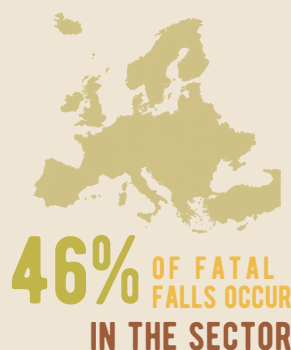 46% OF FATAL
FALLS OCCUR
IN THE SECTOR